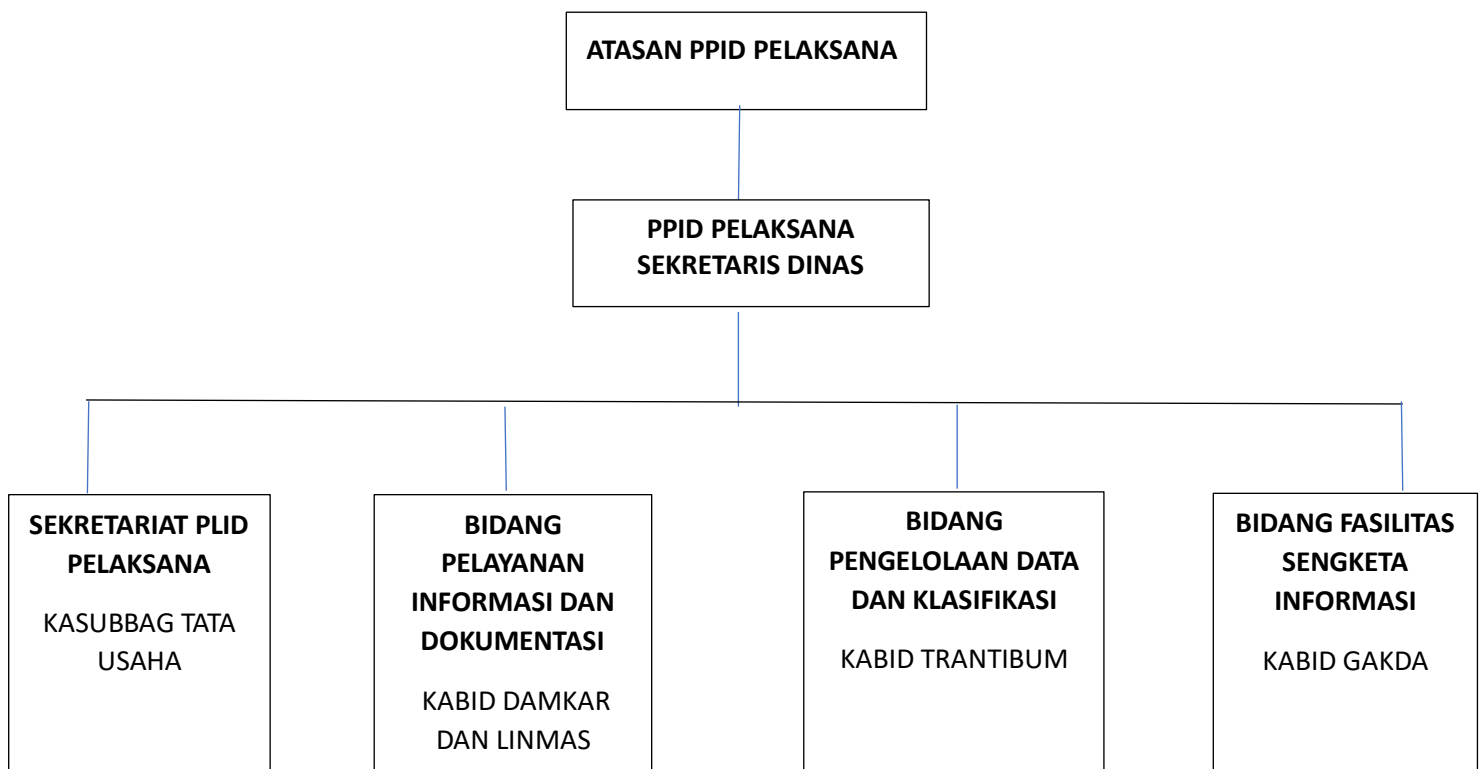 ATASAN PPID PELAKSANA
PPID PELAKSANA
SEKRETARIS DINAS
SEKRETARIAT PLID
PELAKSANA
KASUBBAG TATA
USAHA
BIDANG
PELAYANAN
INFORMASI DAN
DOKUMENTASI
KABID DAMKAR
DAN LINMAS
BIDANG
PENGELOLAAN DATA
DAN KLASIFIKASI
KABID TRANTIBUM
BIDANG FASILITAS
SENGKETA
INFORMASI
KABID GAKDA